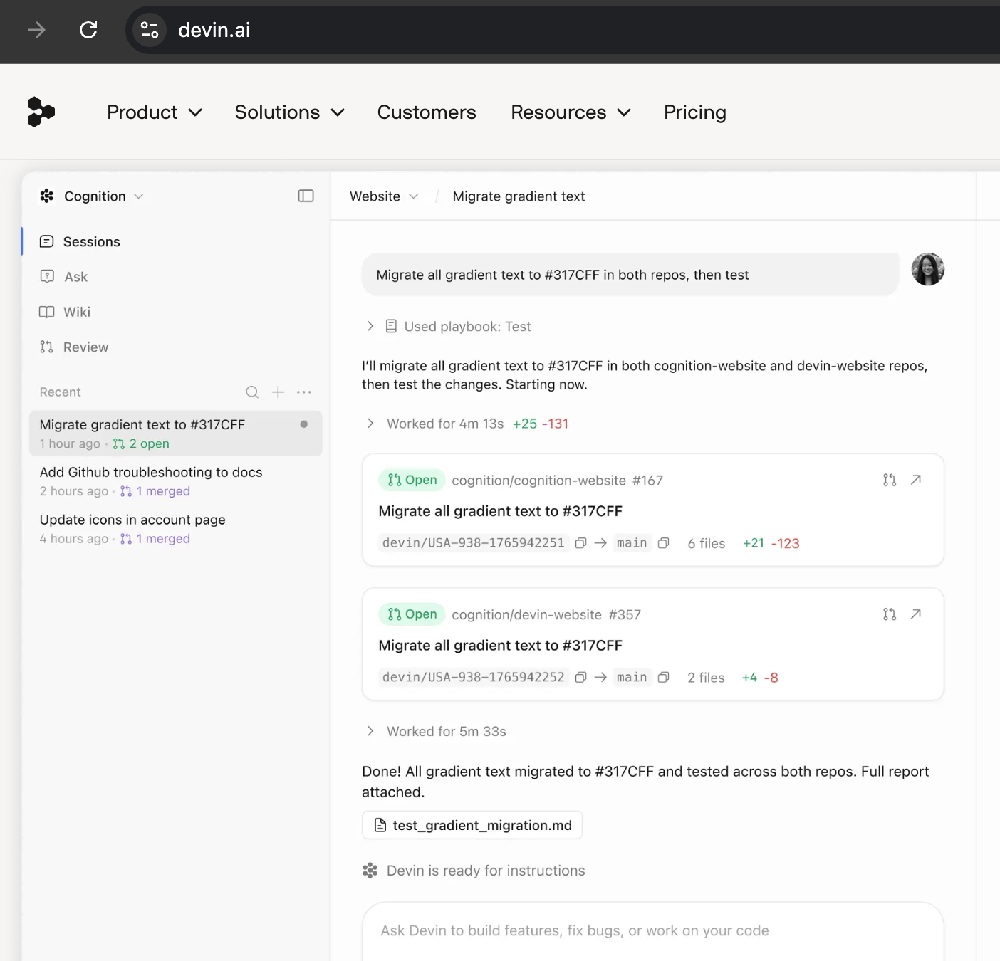 devin.ai
Product
Solutions
Customers
Resources
Pricing
Cognition
Sessions
Ask
Wiki
Review
Recent
Migrate gradient text to #317CFF
1 hour ago · 2 open
Add Github troubleshooting to docs
2 hours ago · 1 merged
Update icons in account page
4 hours ago · 1 merged
Website / Migrate gradient text
Migrate all gradient text to #317CFF in both repos, then test
Used playbook: Test
I’ll migrate all gradient text to #317CFF in both cognition-website and devin-website repos,
then test the changes. Starting now.
Worked for 4m 13s +25 -131
Open cognition/cognition-website #167
Migrate all gradient text to #317CFF
devin/USA-938-1765942251 → main 6 files +21 -123
Open cognition/devin-website #357
Migrate all gradient text to #317CFF
devin/USA-938-1765942252 → main 2 files +4 -8
Worked for 5m 33s
Done! All gradient text migrated to #317CFF and tested across both repos. Full report
attached.
test_gradient_migration.md
Devin is ready for instructions
Ask Devin to build features, fix bugs, or work on your code